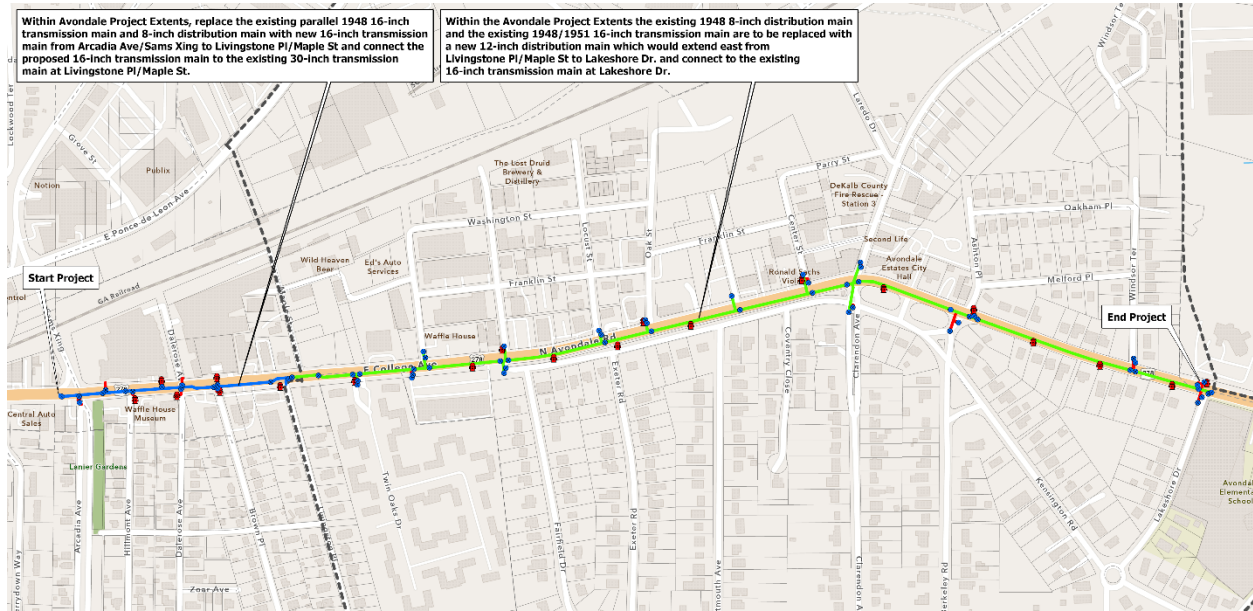 Within Avondale Project Extents, replace the existing parallel 1948 16-inch
transmission main and 8-inch distribution main with new 16-inch transmission
main from Arcadia Ave/Sams Xing to Livingstone Pl/Maple St and connect the
proposed 16-inch transmission main to the existing 30-inch transmission
main at Livingstone Pl/Maple St.
Within the Avondale Project Extents the existing 1948 8-inch distribution main
and the existing 1948/1951 16-inch transmission main are to be replaced with
a new 12-inch distribution main which would extend east from
Livingstone Pl/Maple St to Lakeshore Dr. and connect to the existing
16-inch transmission main at Lakeshore Dr.
Lockwood Ter
Grove St
Notion
Publix
E Ponce de Leon Ave
Windsor Ter
Laredo Dr
Parry St
The Lost Druid
Brewery &
Distillery
DeKalb County
Fire Rescue -
Station 3
Washington St
Locust St
Oak St
Franklin St
Center St
Oakham Pl
Second Life
Ashton Pl
Avondale
Estates City
Hall
Wild Heaven
Beer
Ed's Auto
Services
Franklin St
Melford Pl
Windsor Ter
Start Project
GA Railroad
Ronald Sachs
Violins
End Project
Xing
Dalerose Ave
Waffle House
N Avondale Rd
278
E College Ave
278
278
Central Auto
Sales
Waffle House
Museum
Lanier Gardens
Coventry Close
Clarendon Ave
Exeter Rd
Arcadia Ave
Hillmont Ave
Dalerose Ave
Brown Pl
Twin Oaks Dr
Fairfield Dr
Exeter Rd
Kensington Rd
Lakeshore Dr
Zoar Ave